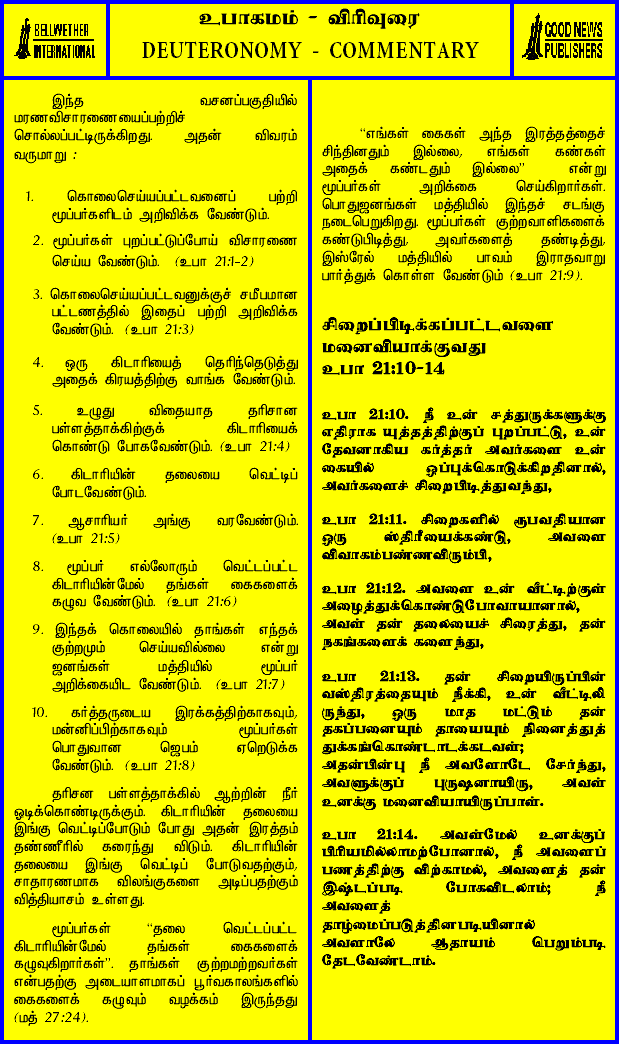 BELLWETHER
INTERNATIONAL
உபாகமம் - விரிவுரை
DEUTERONOMY - COMMENTARY
GOOD NEWS
PUBLISHERS
இந்த வசனப்பகுதியில்
மரணவிசாரணையைப்பற்றிச்
சொல்லப்பட்டிருக்கிறது. அதன் விவரம்
வருமாறு :
1. கொலைசெய்யப்பட்டவனைப் பற்றி
மூப்பர்களிடம் அறிவிக்க வேண்டும்.
2. மூப்பர்கள் புறப்பட்டுப்போய் விசாரணை
செய்ய வேண்டும். (உபா 21:1-2)
3. கொலைசெய்யப்பட்டவனுக்குச் சமீபமான
பட்டணத்தில் இதைப் பற்றி அறிவிக்க
வேண்டும். (உபா 21:3)
4. ஒரு கிடாரியைத் தெரிந்தெடுத்து
அதைக் கிரயத்திற்கு வாங்க வேண்டும்.
5. உழுது விதையாத தரிசான
பள்ளத்தாக்கிற்குக் கிடாரியைக்
கொண்டு போகவேண்டும். (உபா 21:4)
6. கிடாரியின் தலையை வெட்டிப்
போடவேண்டும்.
7. ஆசாரியர் அங்கு வரவேண்டும்.
(உபா 21:5)
8. மூப்பர் எல்லோரும் வெட்டப்பட்ட
கிடாரியின்மேல் தங்கள் கைகளைக்
கழுவ வேண்டும். (உபா 21:6)
9. இந்தக் கொலையில் தாங்கள் எந்தக்
குற்றமும் செய்யவில்லை என்று
ஜனங்கள் மத்தியில் மூப்பர்
அறிக்கையிட வேண்டும். (உபா 21:7)
10. கர்த்தருடைய இரக்கத்திற்காகவும்,
மன்னிப்பிற்காகவும் மூப்பர்கள்
பொதுவான ஜெபம் ஏறெடுக்க
வேண்டும். (உபா 21:8)
தரிசன பள்ளத்தாக்கில் ஆற்றின் நீர்
ஓடிக்கொண்டிருக்கும். கிடாரியின் தலையை
இங்கு வெட்டிப்போடும் போது அதன் இரத்தம்
தண்ணீரில் கரைந்து விடும். கிடாரியின்
தலையை இங்கு வெட்டிப் போடுவதற்கும்,
சாதாரணமாக விலங்குகளை அடிப்பதற்கும்
வித்தியாசம் உள்ளது.
மூப்பர்கள் “தலை வெட்டப்பட்ட
கிடாரியின்மேல் தங்கள் கைகளைக்
கழுவுகிறார்கள்”. தாங்கள் குற்றமற்றவர்கள்
என்பதற்கு அடையாளமாகப் பூர்வகாலங்களில்
கைகளைக் கழுவும் வழக்கம் இருந்தது
(மத் 27:24).
“எங்கள் கைகள் அந்த இரத்தத்தைச்
சிந்தினதும் இல்லை, எங்கள் கண்கள்
அதைக் கண்டதும் இல்லை” என்று
மூப்பர்கள் அறிக்கை செய்கிறார்கள்.
பொதுஜனங்கள் மத்தியில் இந்தச் சடங்கு
நடைபெறுகிறது. மூப்பர்கள் குற்றவாளிகளைக்
கண்டுபிடித்து, அவர்களைத் தண்டித்து,
இஸ்ரேல் மத்தியில் பாவம் இராதவாறு
பார்த்துக் கொள்ள வேண்டும் (உபா 21:9).
சிறைப்பிடிக்கப்பட்டவளை
மனைவியாக்குவது
உபா 21:10-14
உபா 21:10. நீ உன் சத்துருக்களுக்கு
எதிராக யுத்தத்திற்குப் புறப்பட்டு, உன்
தேவனாகிய கர்த்தர் அவர்களை உன்
கையில் ஒப்புக்கொடுக்கிறதினால்,
அவர்களைச் சிறைபிடித்துவந்து,
உபா 21:11. சிறைகளில் ரூபவதியான
ஒரு ஸ்திரீயைக்கண்டு, அவளை
விவாகம்பண்ணவிரும்பி,
உபா 21:12. அவளை உன் வீட்டிற்குள்
அழைத்துக்கொண்டுபோவாயானால்,
அவள் தன் தலையைச் சிரைத்து, தன்
நகங்களைக் களைந்து,
உபா 21:13. தன் சிறையிருப்பின்
வஸ்திரத்தையும் நீக்கி, உன் வீட்டிலி
ருந்து, ஒரு மாத மட்டும் தன்
தகப்பனையும் தாயையும் நினைத்துத்
துக்கங்கொண்டாடக்கடவள்;
அதன்பின்பு நீ அவளோடே சேர்ந்து,
அவளுக்குப் புருஷனாயிரு, அவள்
உனக்கு மனைவியாயிருப்பாள்.
உபா 21:14. அவள்மேல் உனக்குப்
பிரியமில்லாமற்போனால், நீ அவளைப்
பணத்திற்கு விற்காமல், அவளைத் தன்
இஷ்டப்படி போகவிடலாம்; நீ
அவளைத்
தாழ்மைப்படுத்தினபடியினால்
அவளாலே ஆதாயம் பெறும்படி
தேடவேண்டாம்.